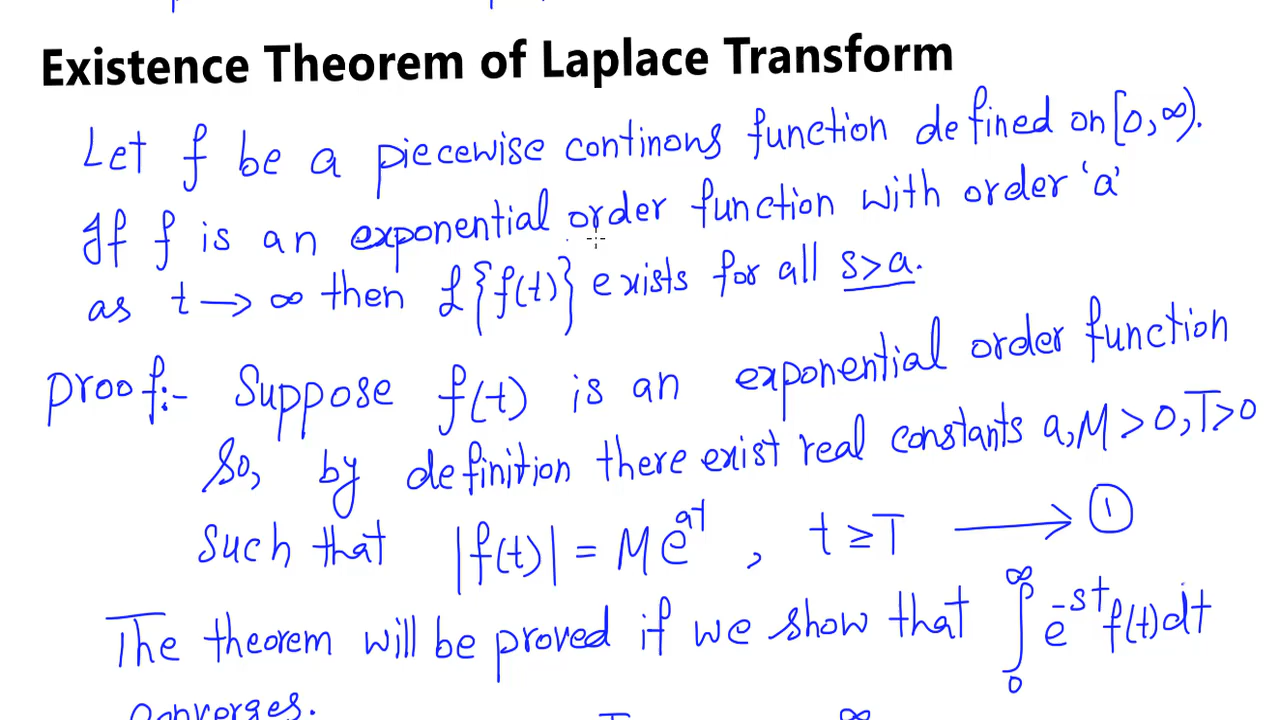 Existence Theorem of Laplace Transform
Let f be a piecewise continous function defined on [0,∞).
If f is an exponential order function with order 'a'
as t → ∞ then ℒ{f(t)} exists for all s>a.
Proof:- Suppose f(t) is an exponential order function
So, by definition there exist real constants a, M > 0, T>0
Such that |f(t)| = M e^{at} , t ≥ T ⟶ ①
The theorem will be proved if we show that ∫_0^∞ e^{-st} f(t) dt
converges.